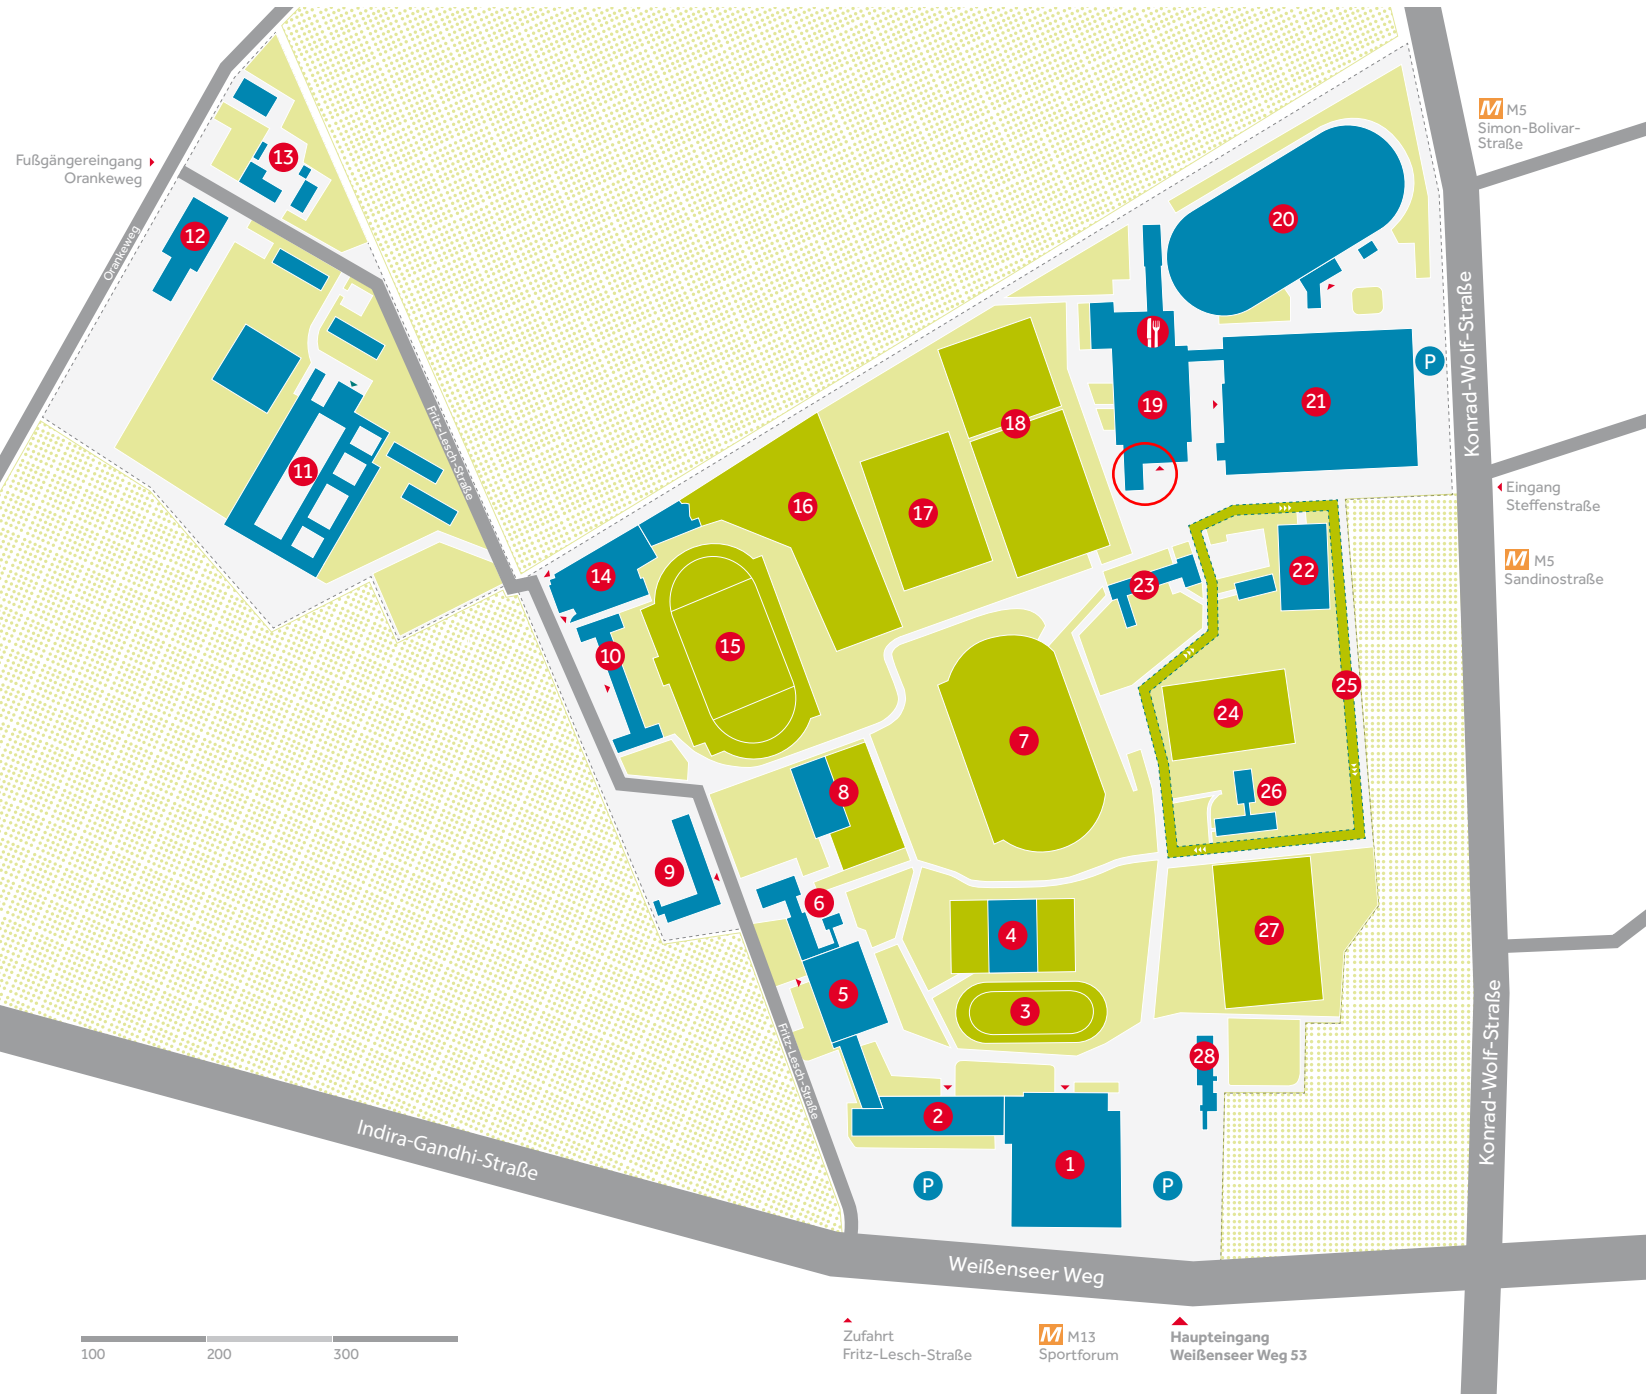 M M5
Simon-Bolivar-
Straße
Fußgängereingang
Orankeweg
13
12
Orankeweg
20
Konrad-Wolf-Straße
P
19
21
18
Fritz-Lesch-Straße
11
16
17
Eingang
Steffenstraße
M M5
Sandinostraße
14
23
22
15
10
25
24
7
8
26
9
6
4
27
5
3
Konrad-Wolf-Straße
28
Fritz-Lesch-Straße
2
1
Indira-Gandhi-Straße
P
P
Weißenseer Weg
Zufahrt
Fritz-Lesch-Straße
M M13
Sportforum
Haupteingang
Weißenseer Weg 53
100
200
300